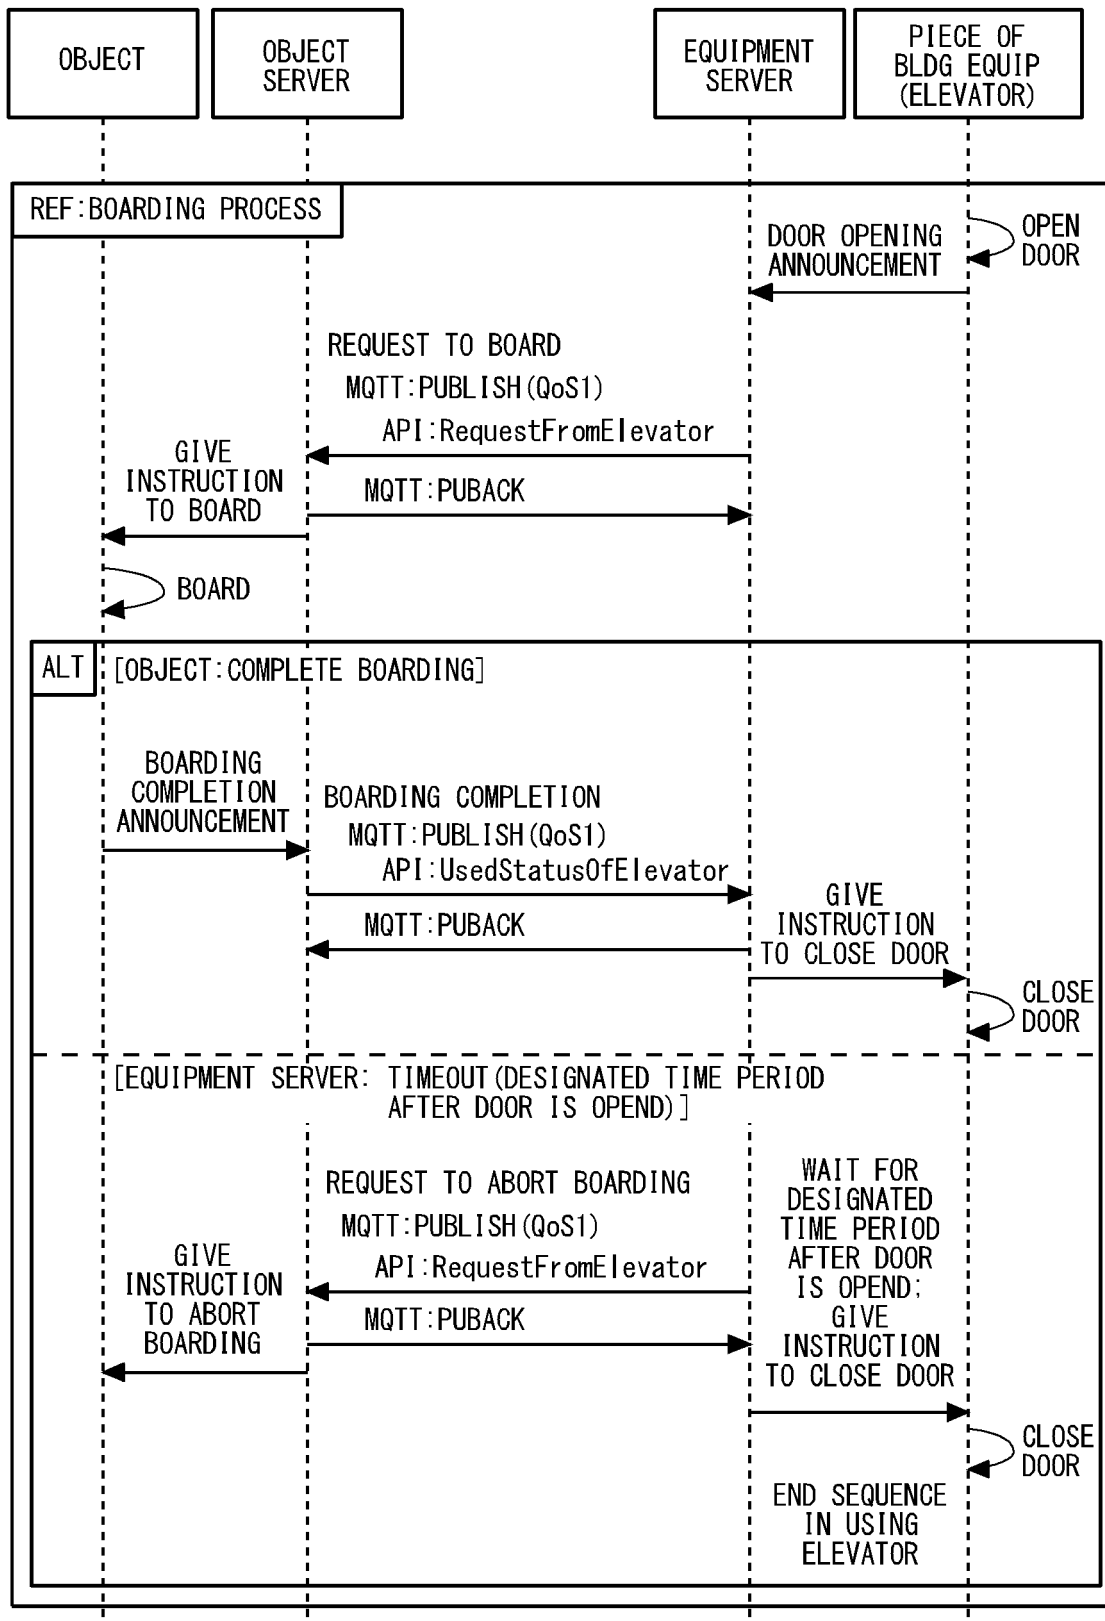 OBJECT
OBJECT
SERVER
EQUIPMENT
SERVER
PIECE OF
BLDG EQUIP
(ELEVATOR)
REF:BOARDING PROCESS
OPEN
DOOR
DOOR OPENING
ANNOUNCEMENT
REQUEST TO BOARD
MQTT:PUBLISH(QoS1)
API:RequestFromElevator
GIVE
INSTRUCTION
TO BOARD
MQTT:PUBACK
BOARD
ALT
[OBJECT:COMPLETE BOARDING]
BOARDING
COMPLETION
ANNOUNCEMENT
BOARDING COMPLETION
MQTT:PUBLISH(QoS1)
API:UsedStatusOfElevator
MQTT:PUBACK
GIVE
INSTRUCTION
TO CLOSE DOOR
CLOSE
DOOR
[EQUIPMENT SERVER: TIMEOUT(DESIGNATED TIME PERIOD
AFTER DOOR IS OPEND)]
REQUEST TO ABORT BOARDING
MQTT:PUBLISH(QoS1)
API:RequestFromElevator
GIVE
INSTRUCTION
TO ABORT
BOARDING
MQTT:PUBACK
WAIT FOR
DESIGNATED
TIME PERIOD
AFTER DOOR
IS OPEND;
GIVE
INSTRUCTION
TO CLOSE DOOR
CLOSE
DOOR
END SEQUENCE
IN USING
ELEVATOR